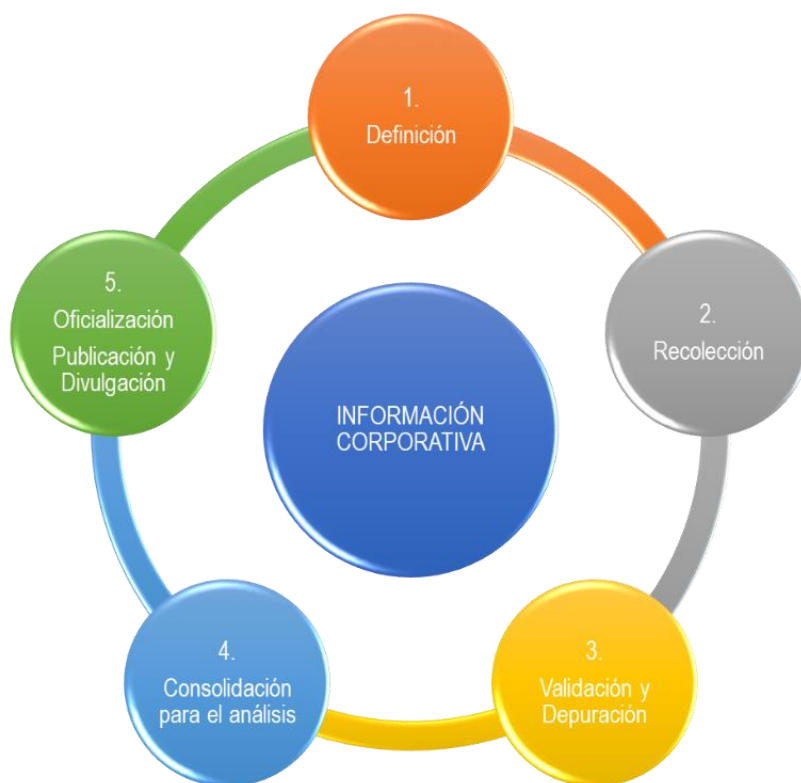 1.
Definición
2.
Recolección
3.
Validación y
Depuración
4.
Consolidación
para el análisis
5.
Oficialización
Publicación y
Divulgación
INFORMACIÓN
CORPORATIVA